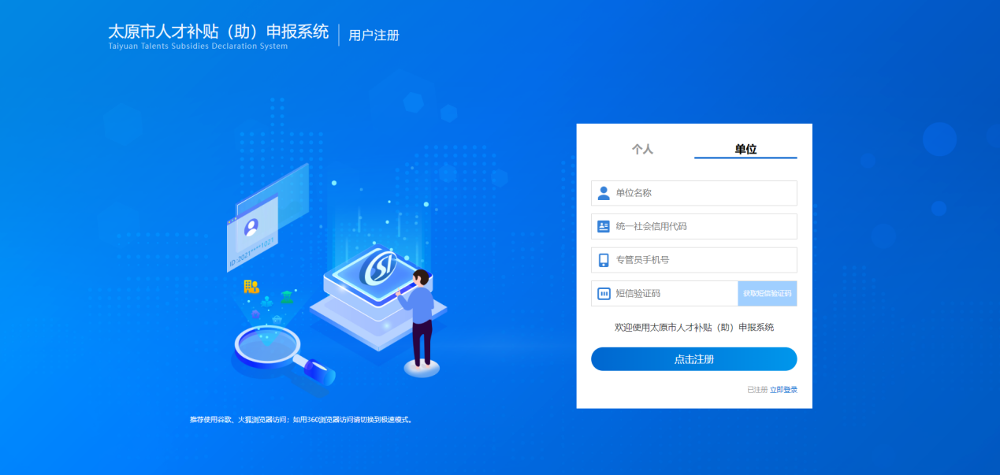 太原市人才补贴（助）申报系统
用户注册
Taiyuan Talents Subsidies Declaration System
个人
单位
单位名称
统一社会信用代码
专管员手机号
短信验证码
获取短信验证码
欢迎使用太原市人才补贴（助）申报系统
点击注册
已注册 立即登录
ID :2021****1021
推荐使用谷歌、火狐浏览器访问；如用360浏览器访问请切换到极速模式。